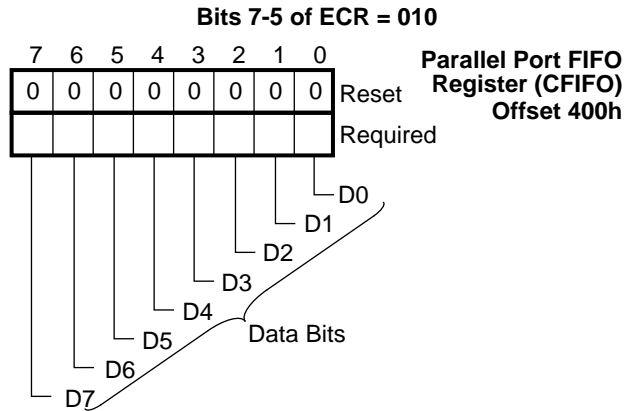 Bits 7-5 of ECR = 010
7 6 5 4 3 2 1 0
Parallel Port FIFO
Register (CFIFO)
Offset 400h
0 0 0 0 0 0 0 0 Reset
Required
D0
D1
D2
D3
D4
D5
D6
D7
Data Bits